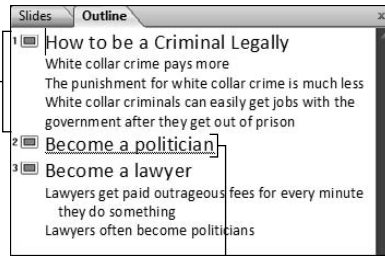 Slides Outline x
1 How to be a Criminal Legally
White collar crime pays more
The punishment for white collar crime is much less
White collar criminals can easily get jobs with the
government after they get out of prison
2 Become a politician
3 Become a lawyer
Lawyers get paid outrageous fees for every minute
they do something
Lawyers often become politicians